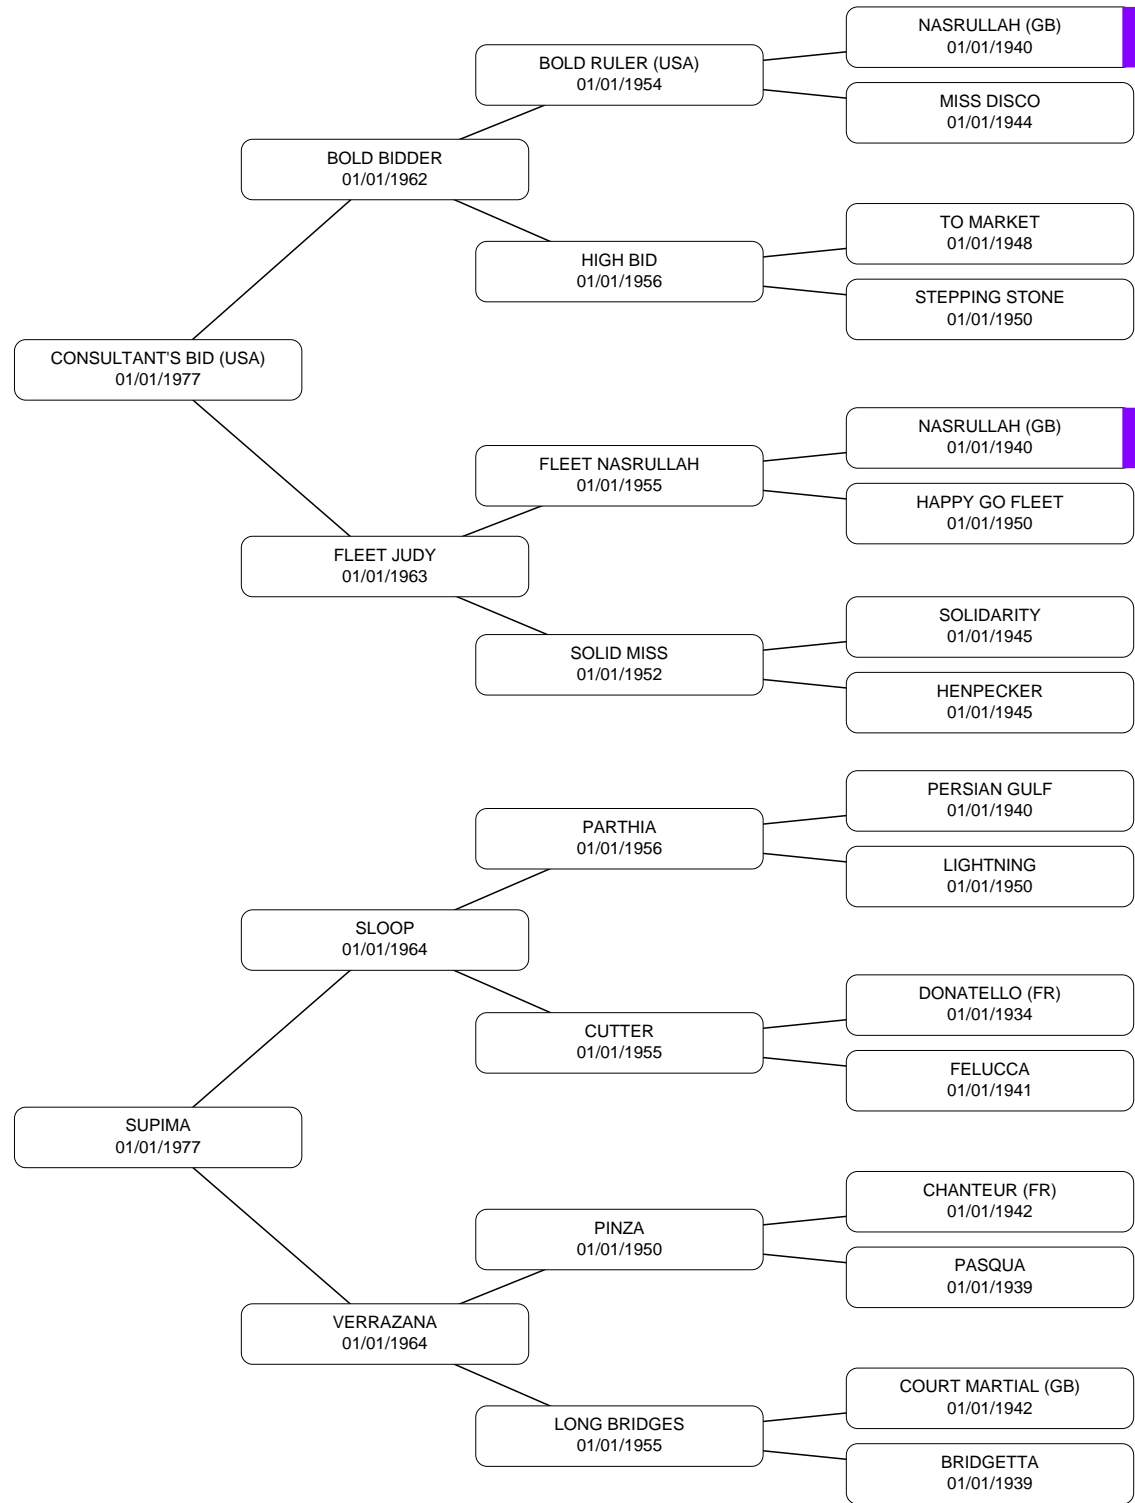 NASRULLAH (GB)
01/01/1940
BOLD RULER (USA)
01/01/1954
MISS DISCO
01/01/1944
BOLD BIDDER
01/01/1962
TO MARKET
01/01/1948
HIGH BID
01/01/1956
STEPPING STONE
01/01/1950
CONSULTANT'S BID (USA)
01/01/1977
NASRULLAH (GB)
01/01/1940
FLEET NASRULLAH
01/01/1955
HAPPY GO FLEET
01/01/1950
FLEET JUDY
01/01/1963
SOLIDARITY
01/01/1945
SOLID MISS
01/01/1952
HENPECKER
01/01/1945
PERSIAN GULF
01/01/1940
PARTHIA
01/01/1956
LIGHTNING
01/01/1950
SLOOP
01/01/1964
DONATELLO (FR)
01/01/1934
CUTTER
01/01/1955
FELUCCA
01/01/1941
SUPIMA
01/01/1977
CHANTEUR (FR)
01/01/1942
PINZA
01/01/1950
PASQUA
01/01/1939
VERRAZANA
01/01/1964
COURT MARTIAL (GB)
01/01/1942
LONG BRIDGES
01/01/1955
BRIDGETTA
01/01/1939